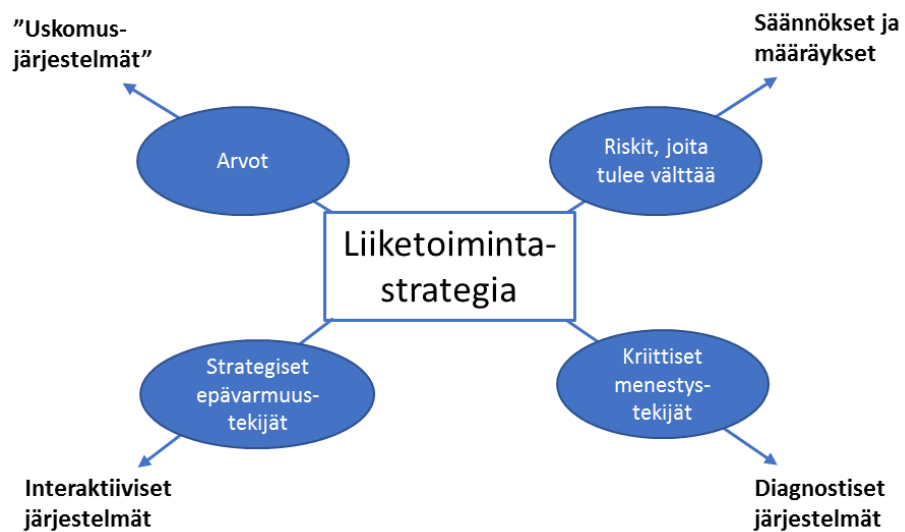 ”Uskomus-
järjestelmät”
Säännökset ja
määräykset
Arvot
Riskit, joita
tulee välttää
Liiketoiminta-
strategia
Strategiset
epävarmuus-
tekijät
Kriittiset
menestys-
tekijät
Interaktiiviset
järjestelmät
Diagnostiset
järjestelmät